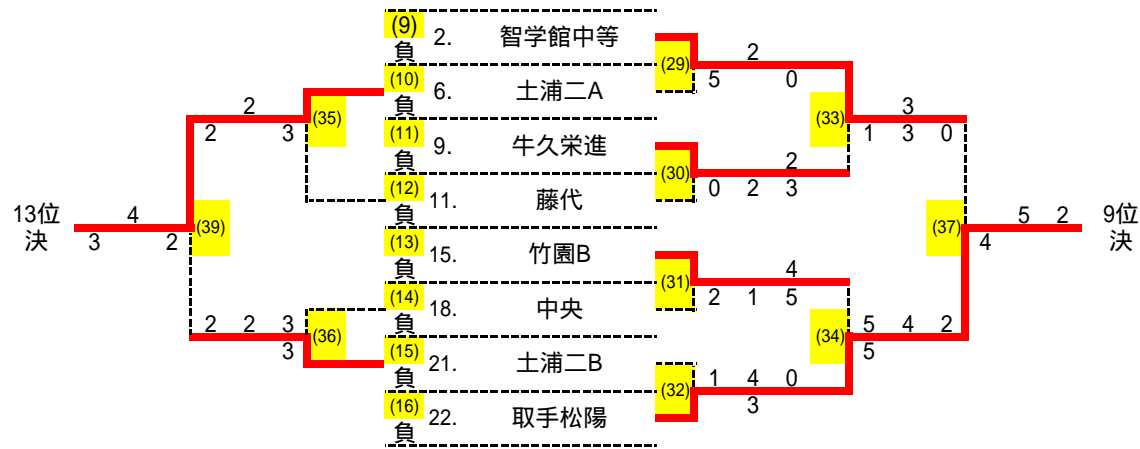 (9)
負
2. 智学館中等
(29)
2
5 0
(10)
負
6. 土浦二A
2
2 3
(35)
(33)
3
1 3 0
(11)
負
9. 牛久栄進
(30)
2
0 2 3
(12)
負
11. 藤代
13位
決
4
3 2
(39)
(37)
5 2
4
9位
決
(13)
負
15. 竹園B
(31)
4
2 1 5
(14)
負
18. 中央
2 2 3
3
(36)
(34)
5 4 2
5
(15)
負
21. 土浦二B
(32)
1 4 0
3
(16)
負
22. 取手松陽